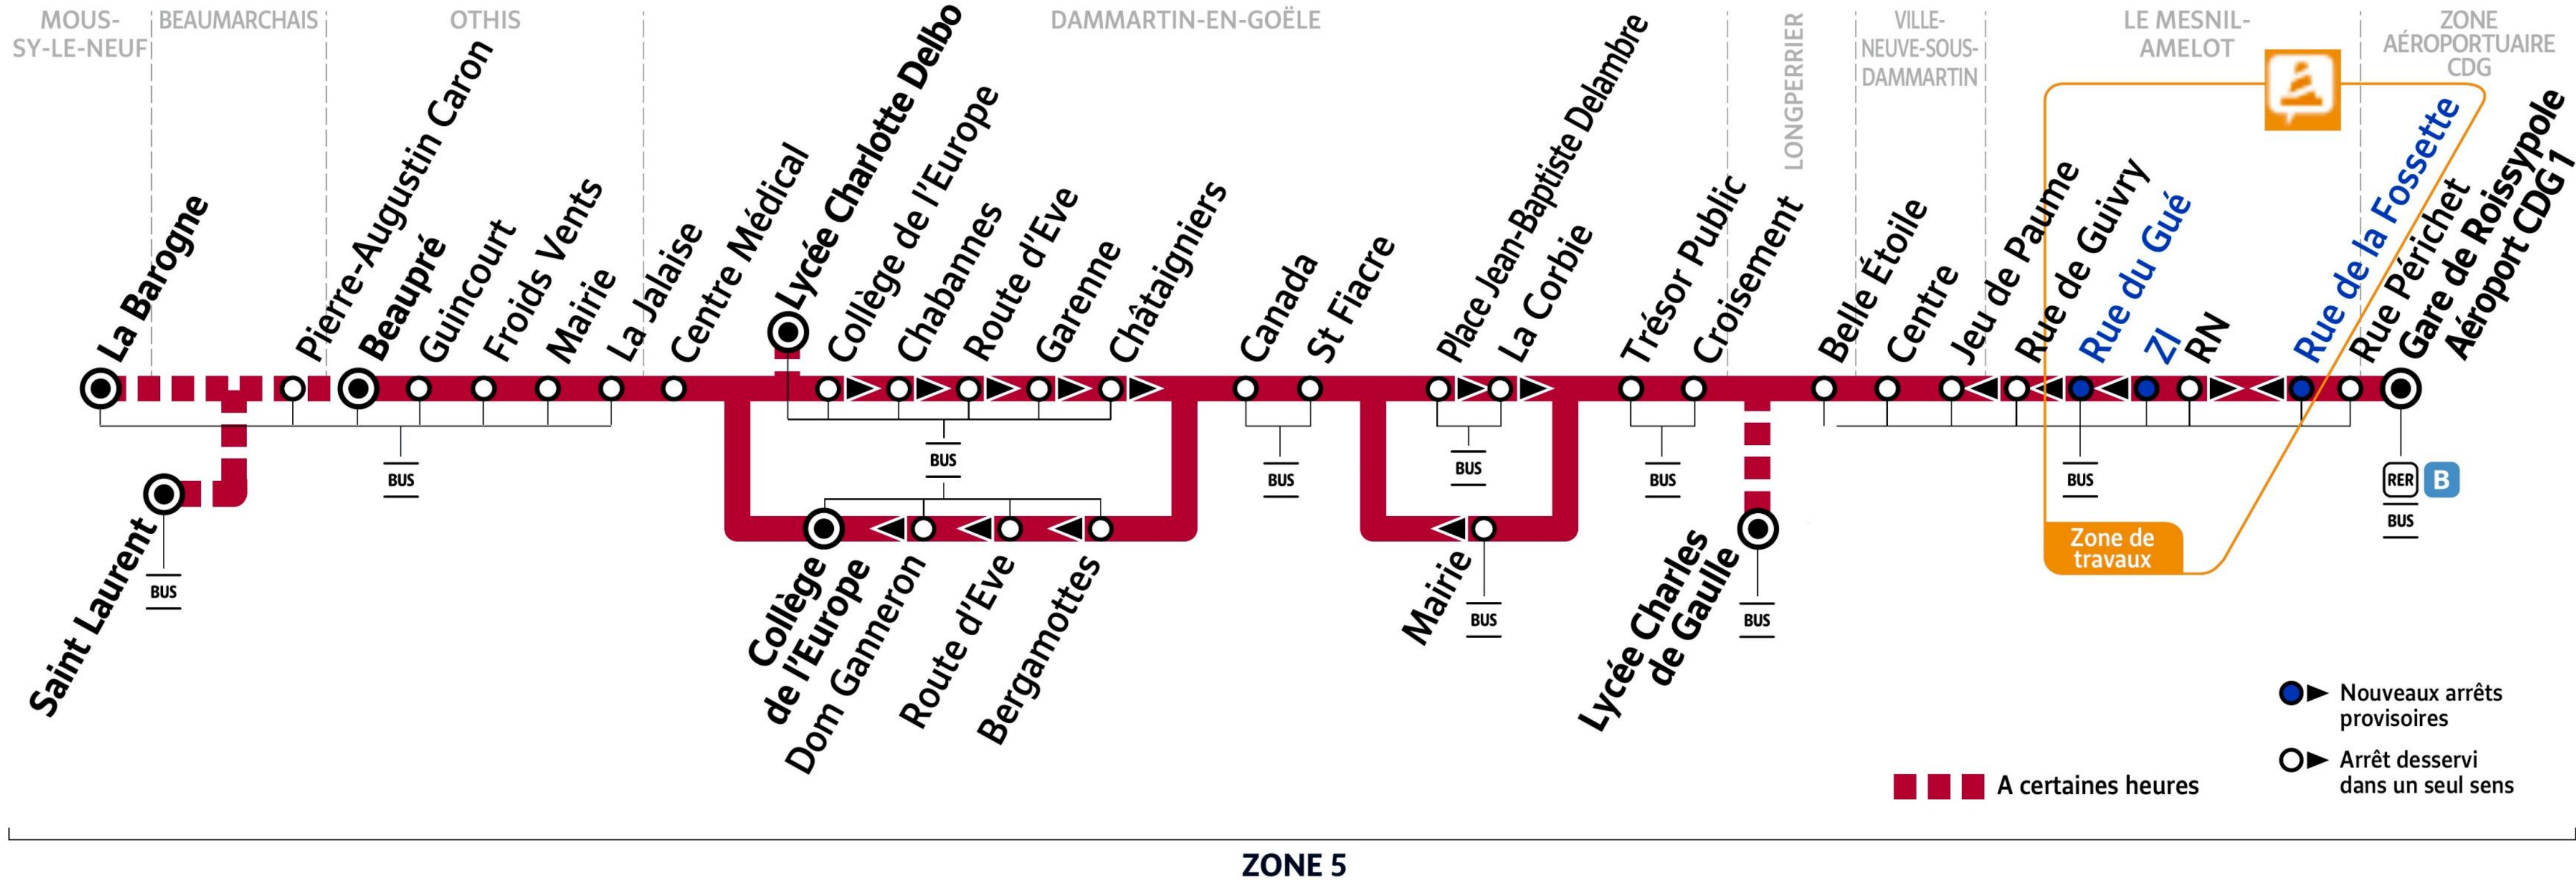 MOUS-
SY-LE-NEUF
BEAUMARCHAIS
OTHIS
DAMMARTIN-EN-GOËLE
LONGPERRIER
VILLE-
NEUVE-SOUS-
DAMMARTIN
LE MESNIL-
AMELOT
ZONE
AÉROPORTUAIRE
CDG
La Barogne
Pierre-Augustin Caron
Beaupré
Guincourt
Froids Vents
Mairie
La Jalaise
Centre Médical
Lycée Charlotte Delbo
Collège de l'Europe
Chabannes
Route d'Eve
Garenne
Châtaigniers
Canada
St Fiacre
Place Jean-Baptiste Delambre
La Corbie
Trésor Public
Croisement
Belle Étoile
Centre
Jeu de Paume
Rue de Guivry
Rue du Gué
ZI
RN
Rue de la Fossette
Rue Périchet
Gare de Roissypole
Aéroport CDG 1
BUS
BUS
BUS
BUS
BUS
BUS
RER B
BUS
Saint Laurent
BUS
Collège
de l'Europe
Dom Ganneron
Route d'Eve
Bergamottes
Mairie
BUS
Lycée Charles
de Gaulle
BUS
Zone de
travaux
Nouveaux arrêts
provisoires
Arrêt desservi
dans un seul sens
A certaines heures
ZONE 5